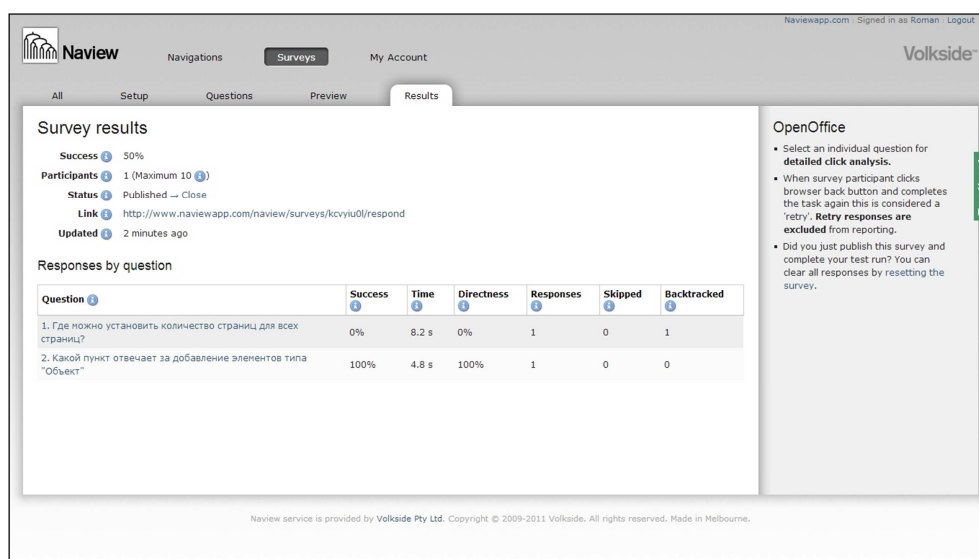 Naviewapp.com | Signed in as Roman | Logout
Naview
Navigations
Surveys
My Account
Volkside™
All
Setup
Questions
Preview
Results
Survey results
Success 50%
Participants 1 (Maximum 10 )
Status Published → Close
Link http://www.naviewapp.com/naview/surveys/kcvyiu0l/respond
Updated 2 minutes ago
Responses by question
Question Success Time Directness Responses Skipped Backtracked
1. Где можно установить количество страниц для всех
страниц?
0% 8.2 s 0% 1 0 1
2. Какой пункт отвечает за добавление элементов типа
"Объект"
100% 4.8 s 100% 1 0 0
OpenOffice
▪ Select an individual question for
detailed click analysis.
▪ When survey participant clicks
browser back button and completes
the task again this is considered a
'retry'. Retry responses are
excluded from reporting.
▪ Did you just publish this survey and
complete your test run? You can
clear all responses by resetting the
survey.
Naview service is provided by Volkside Pty Ltd. Copyright © 2009-2011 Volkside. All rights reserved. Made in Melbourne.